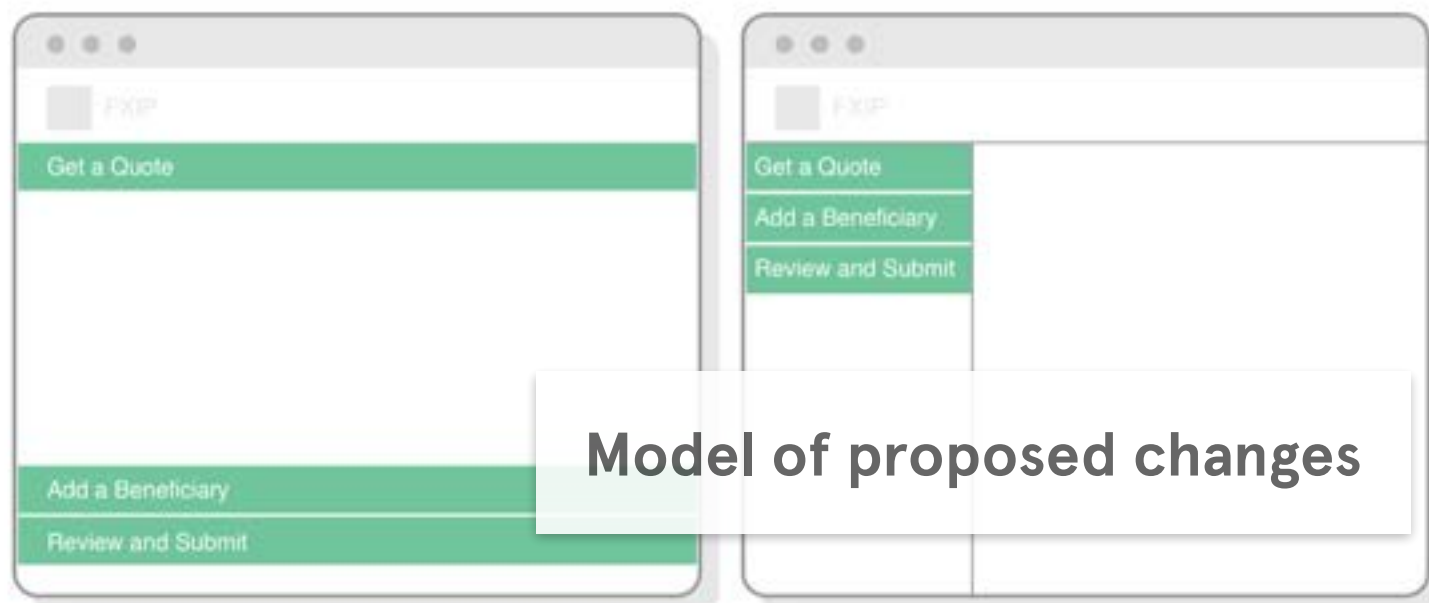 FXIP
Get a Quote
Add a Beneficiary
Review and Submit
FXIP
Get a Quote
Add a Beneficiary
Review and Submit
Model of proposed changes